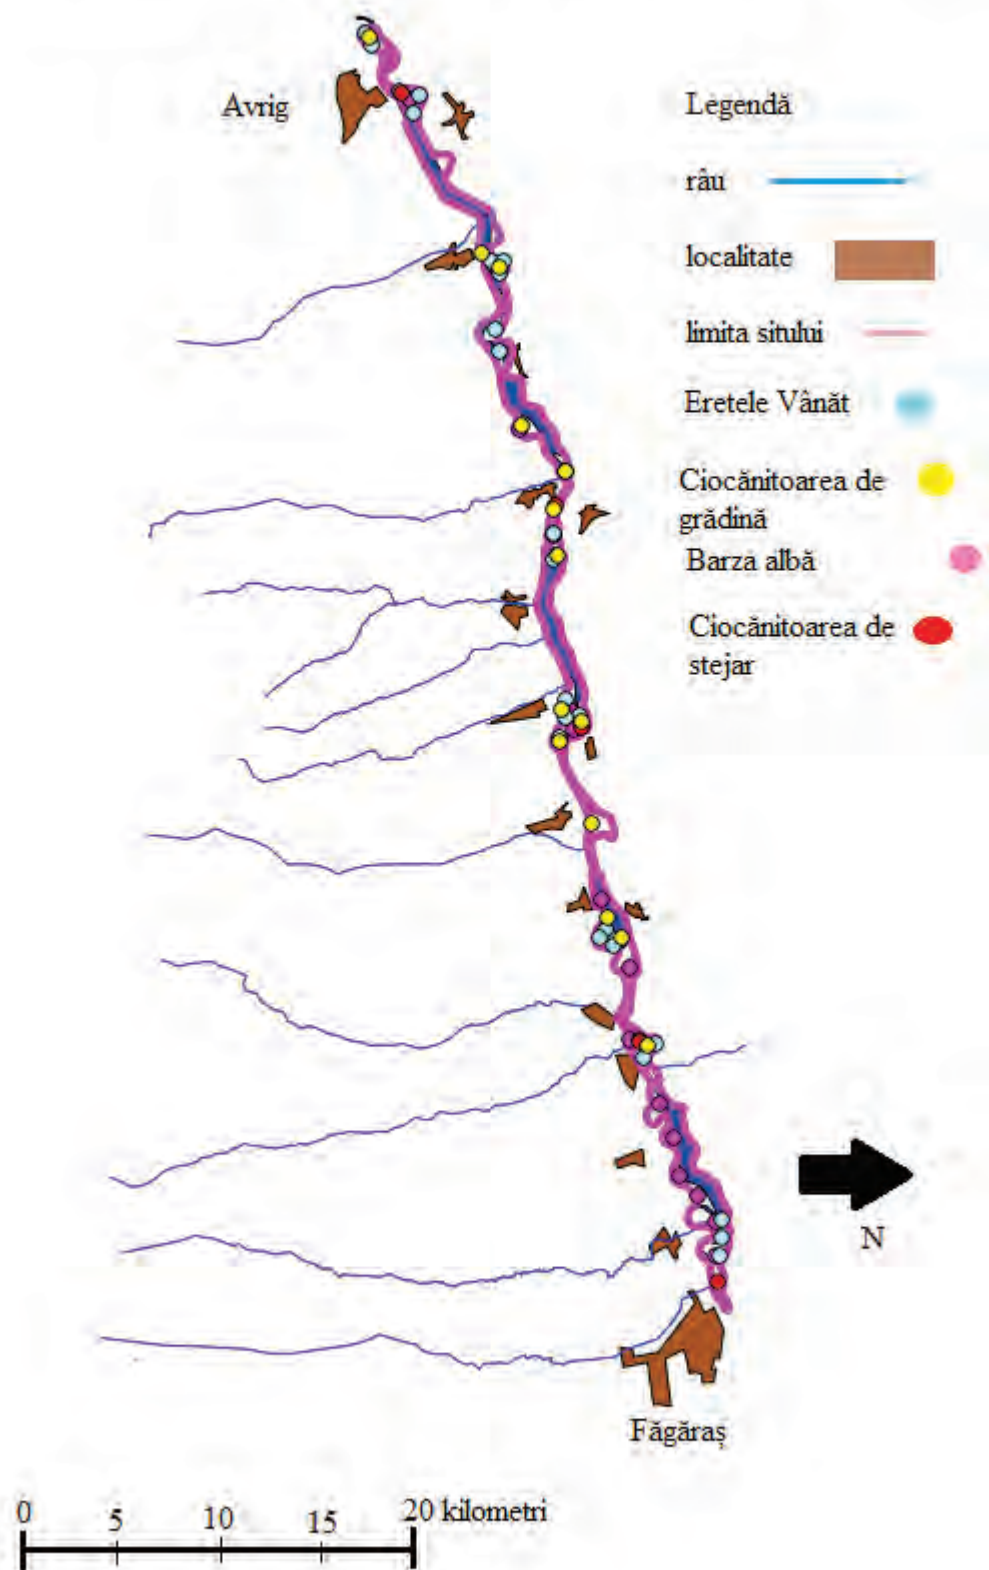 Avrig
Legendă
râu
localitate
limita sitului
Eretele Vânăt
Ciocănitoarea de
grădină
Barza albă
Ciocănitoarea de
stejar
N
Făgăraș
0 5 10 15 20 kilometri